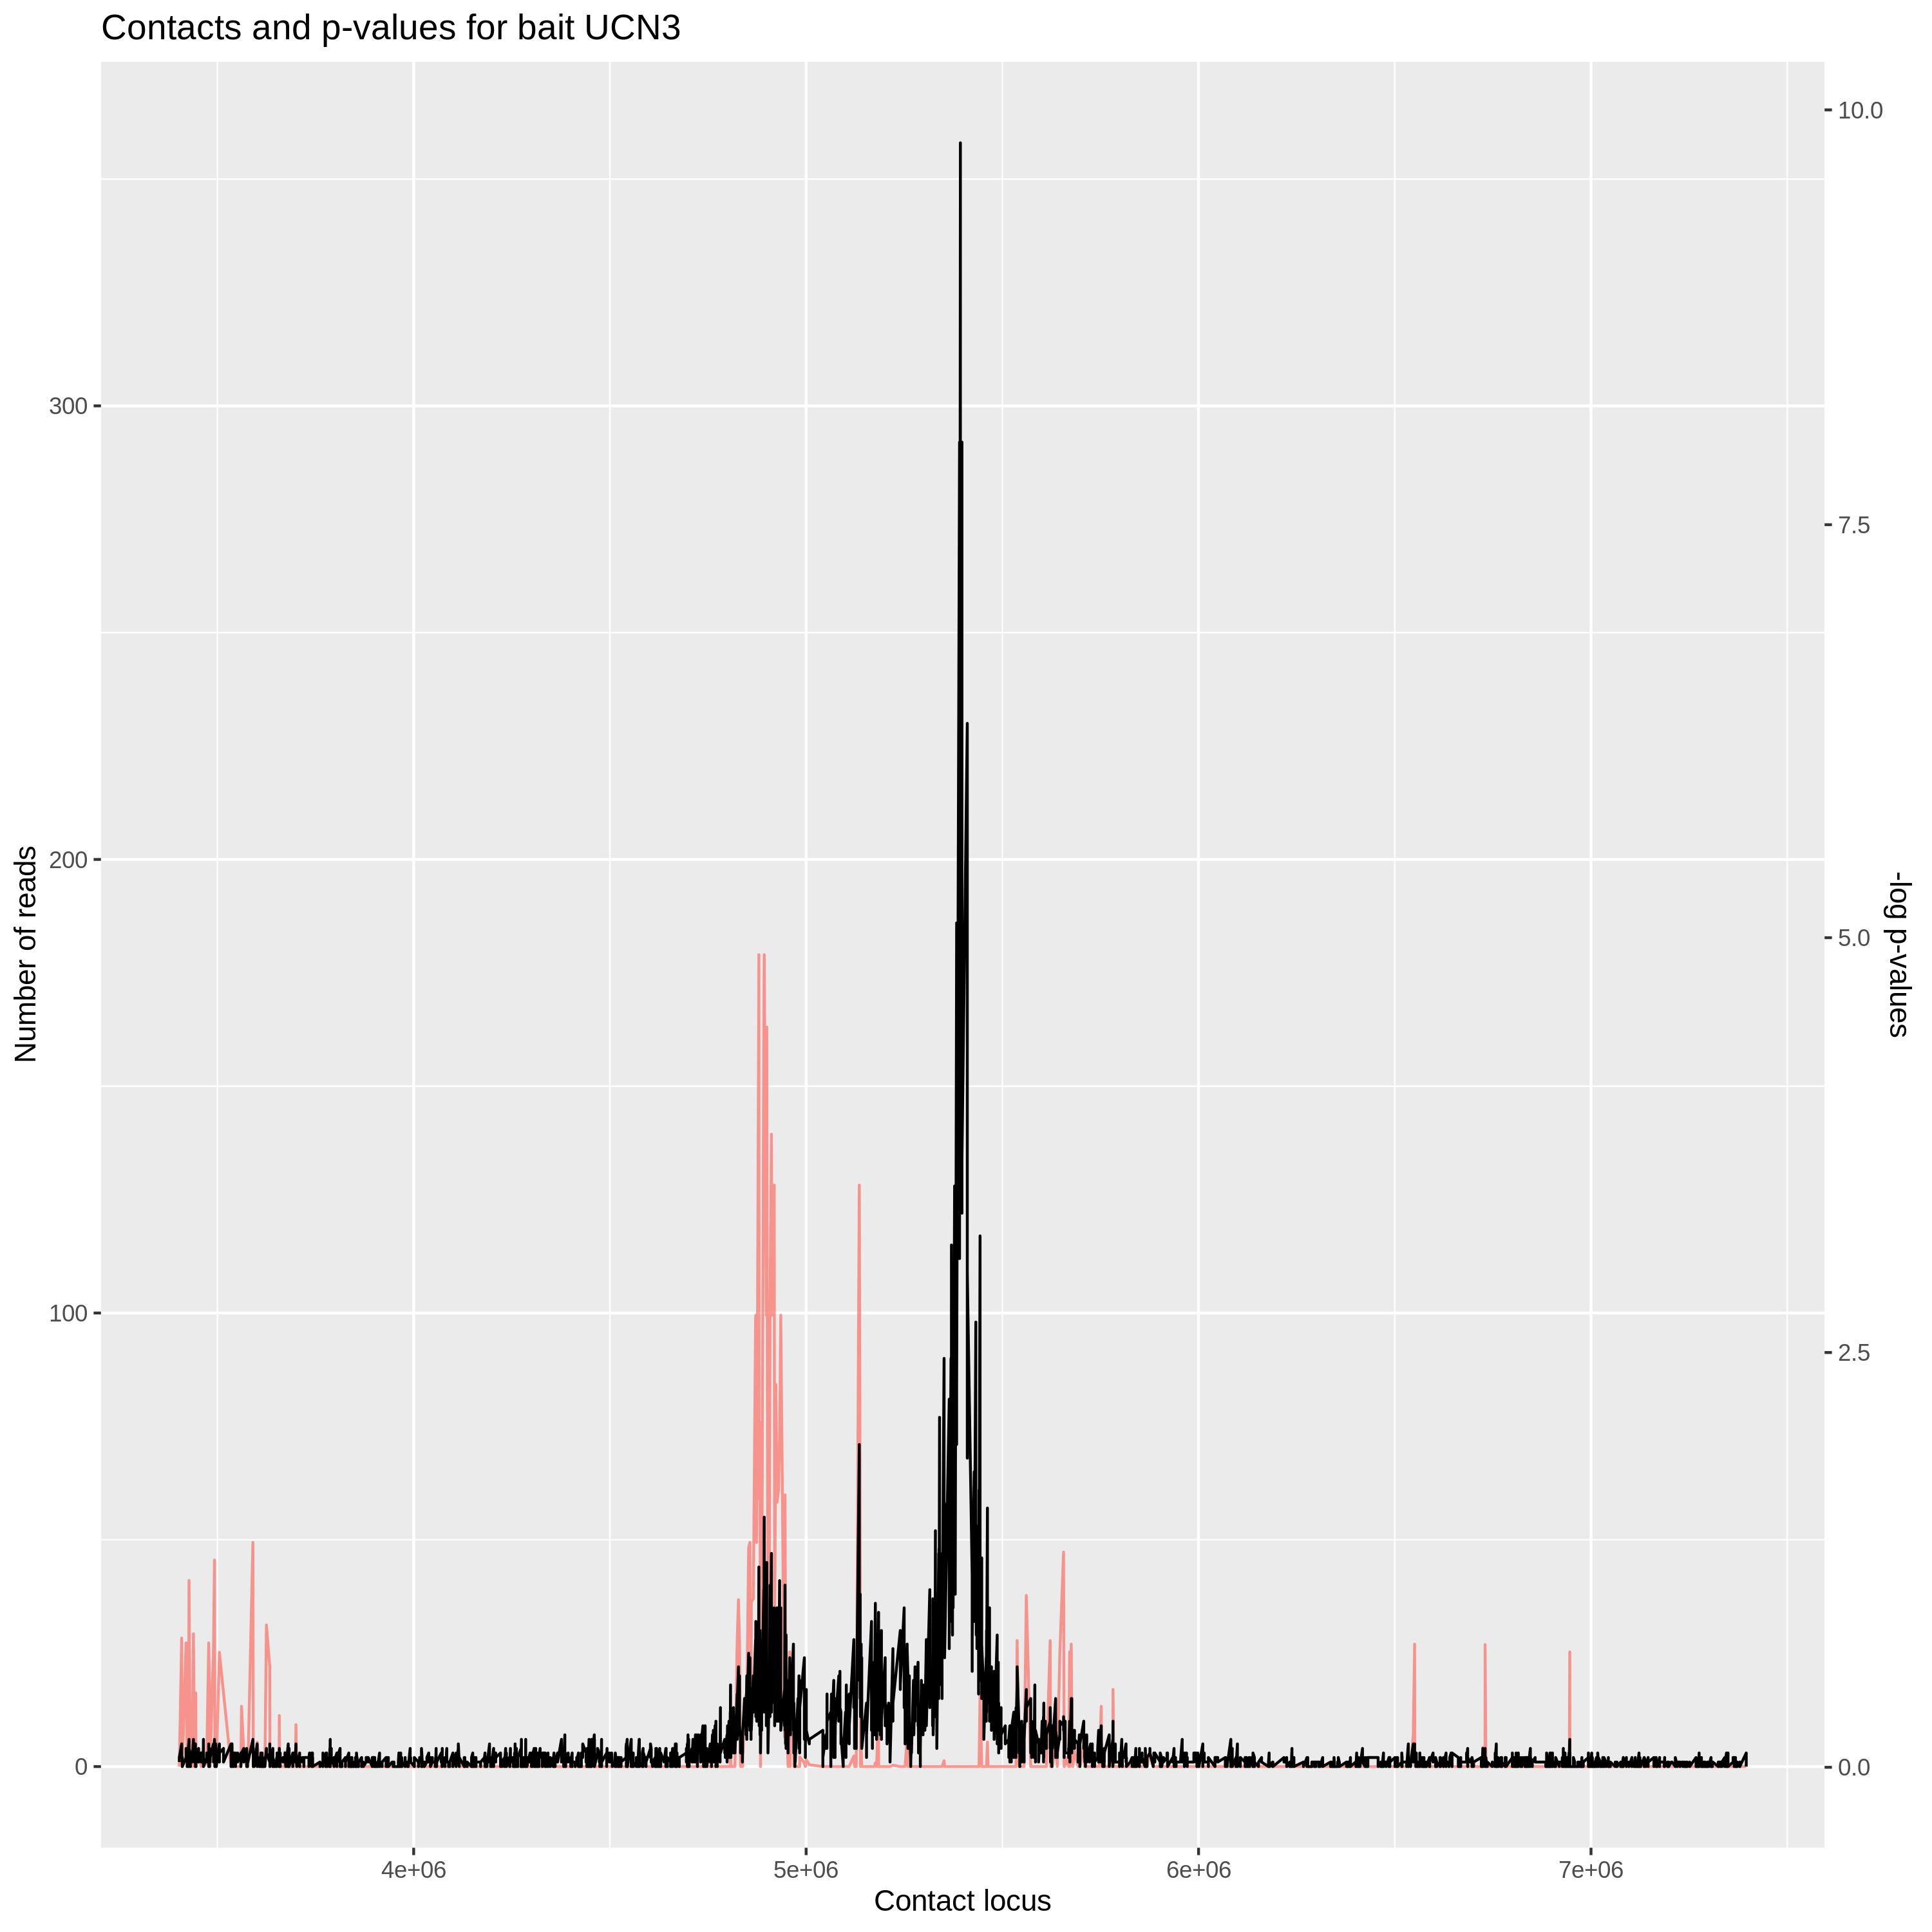 Contacts and p-values for bait UCN3
Number of reads
300
200
100
0
10.0
7.5
5.0
2.5
0.0
-log p-values
4e+06
5e+06
6e+06
7e+06
Contact locus